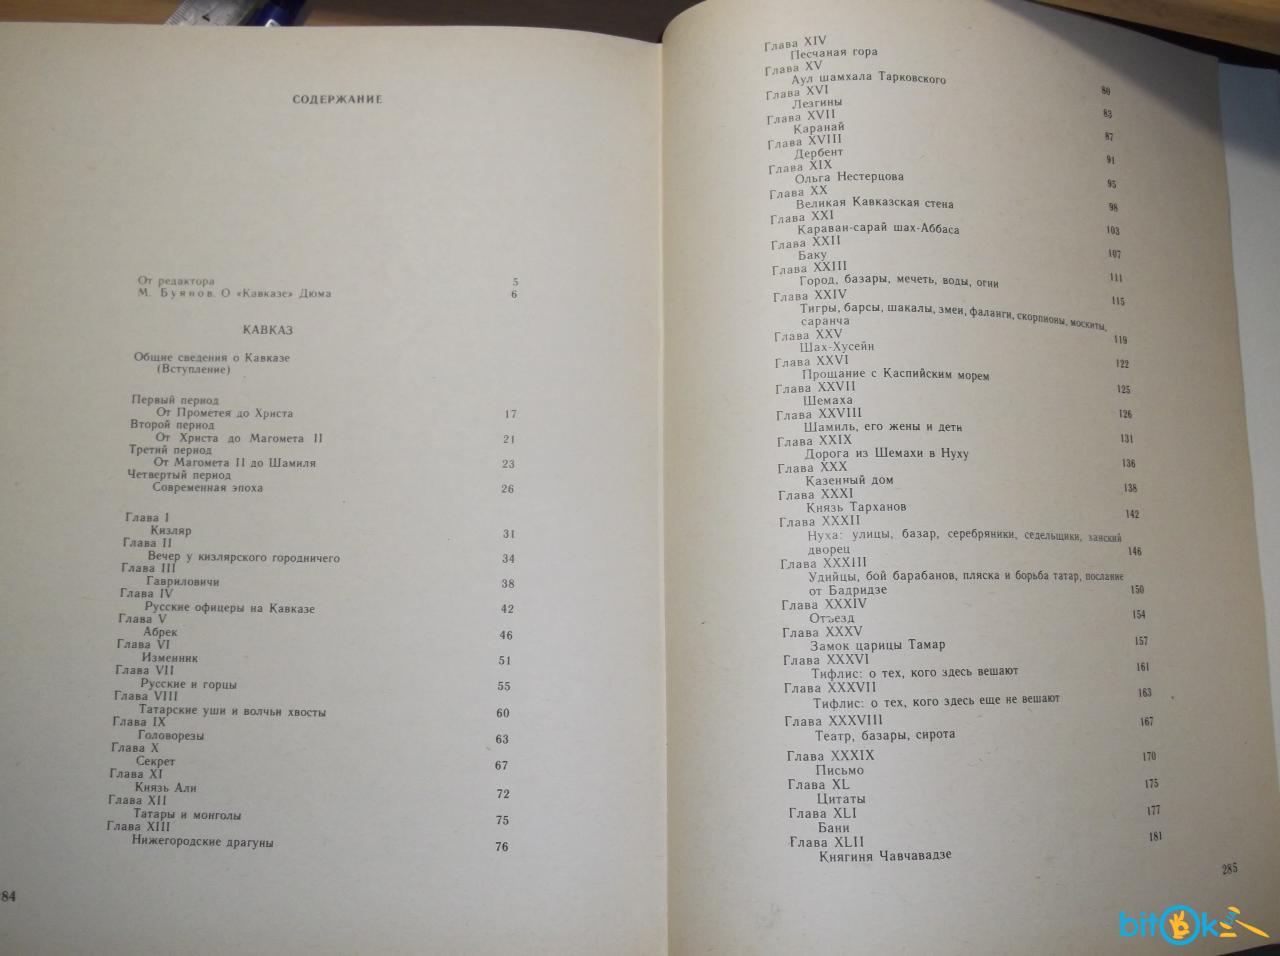 СОДЕРЖАНИЕ
От редактора 5
М. Буянов. О «Кавказе» Дюма 6
КАВКАЗ
Общие сведения о Кавказе
(Вступление)
Первый период
От Прометея до Христа 17
Второй период
От Христа до Магомета II 21
Третий период
От Магомета II до Шамиля 23
Четвертый период
Современная эпоха 26
Глава I
Кизляр 31
Глава II
Вечер у кизлярского городничего 34
Глава III
Гавриловичи 38
Глава IV
Русские офицеры на Кавказе 42
Глава V
Абрек 46
Глава VI
Изменник 51
Глава VII
Русские и горцы 55
Глава VIII
Татарские уши и волчьи хвосты 60
Глава IX
Головорезы 63
Глава X
Секрет 67
Глава XI
Князь Али 72
Глава XII
Татары и монголы 75
Глава XIII
Нижегородские драгуны 76
84
Глава XIV
Песчаная гора 80
Глава XV
Аул шамхала Тарковского 83
Глава XVI
Лезгины 87
Глава XVII
Каранай 91
Глава XVIII
Дербент 95
Глава XIX
Ольга Нестерцова 98
Глава XX
Великая Кавказская стена 103
Глава XXI
Караван-сарай шах-Аббаса 107
Глава XXII
Баку 111
Глава XXIII
Город, базары, мечеть, воды, огни 115
Глава XXIV
Тигры, барсы, шакалы, змеи, фаланги, скорпионы, москиты,
саранча 119
Глава XXV
Шах-Хусейн 122
Глава XXVI
Прощание с Каспийским морем 125
Глава XXVII
Шемаха 126
Глава XXVIII
Шамиль, его жены и дети 131
Глава XXIX
Дорога из Шемахи в Нуху 136
Глава XXX
Казенный дом 138
Глава XXXI
Князь Тарханов 142
Глава XXXII
Нуха: улицы, базар, серебряники, седельщики, ханский
дворец 146
Глава XXXIII
Удийцы, бой барабанов, пляска и борьба татар, послание
от Бадридзе 150
Глава XXXIV
Отъезд 154
Глава XXXV
Замок царицы Тамар 157
Глава XXXVI
Тифлис: о тех, кого здесь вешают 161
Глава XXXVII
Тифлис: о тех, кого здесь еще не вешают 163
Глава XXXVIII
Театр, базары, сирота 167
Глава XXXIX
Письмо 170
Глава XL
Цитаты 175
Глава XLI
Бани 177
Глава XLII
Княгиня Чавчавадзе 181
285